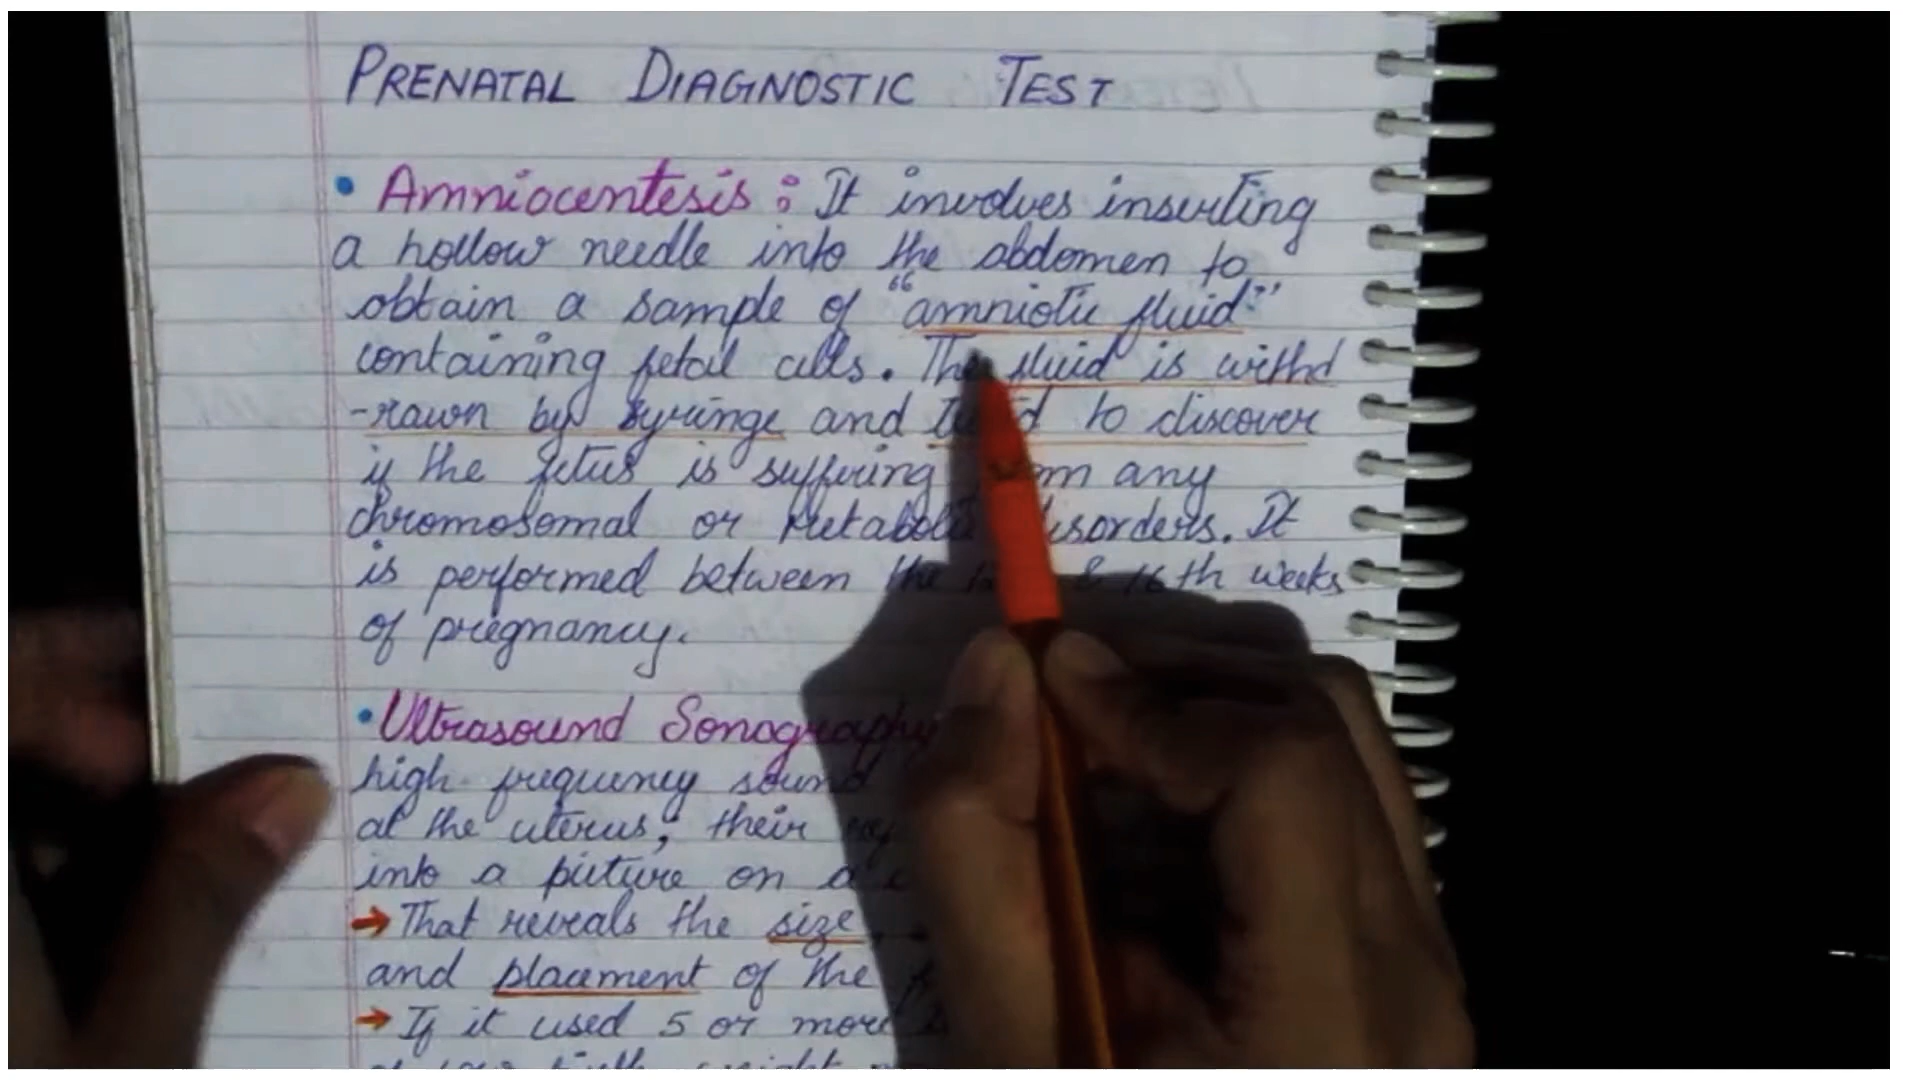 PRENATAL DIAGNOSTIC TEST
• Amniocentesis : It involves inserting
a hollow needle into the abdomen to
obtain a sample of "amniotic fluid"
containing fetal cells. The fluid is withd
-rawn by syringe and to discover
if the fetus is suffering any
chromosomal or Metabolic disorders. It
is performed between the & 16th weeks
of pregnancy.
• Ultrasound Sonography
high frequency sound
at the uterus, their
into a picture on a
→ That reveals the size,
and placement of the
→ If it used 5 or more